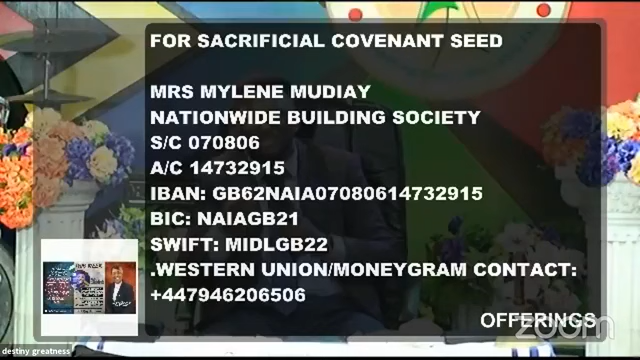 FOR SACRIFICIAL COVENANT SEED
MRS MYLENE MUDIAY
NATIONWIDE BUILDING SOCIETY
S/C 070806
A/C 14732915
IBAN: GB62NAIA07080614732915
BIC: NAIAGB21
SWIFT: MIDLGB22
.WESTERN UNION/MONEYGRAM CONTACT:
+447946206506
OFFERINGS
zoom
destiny greatness